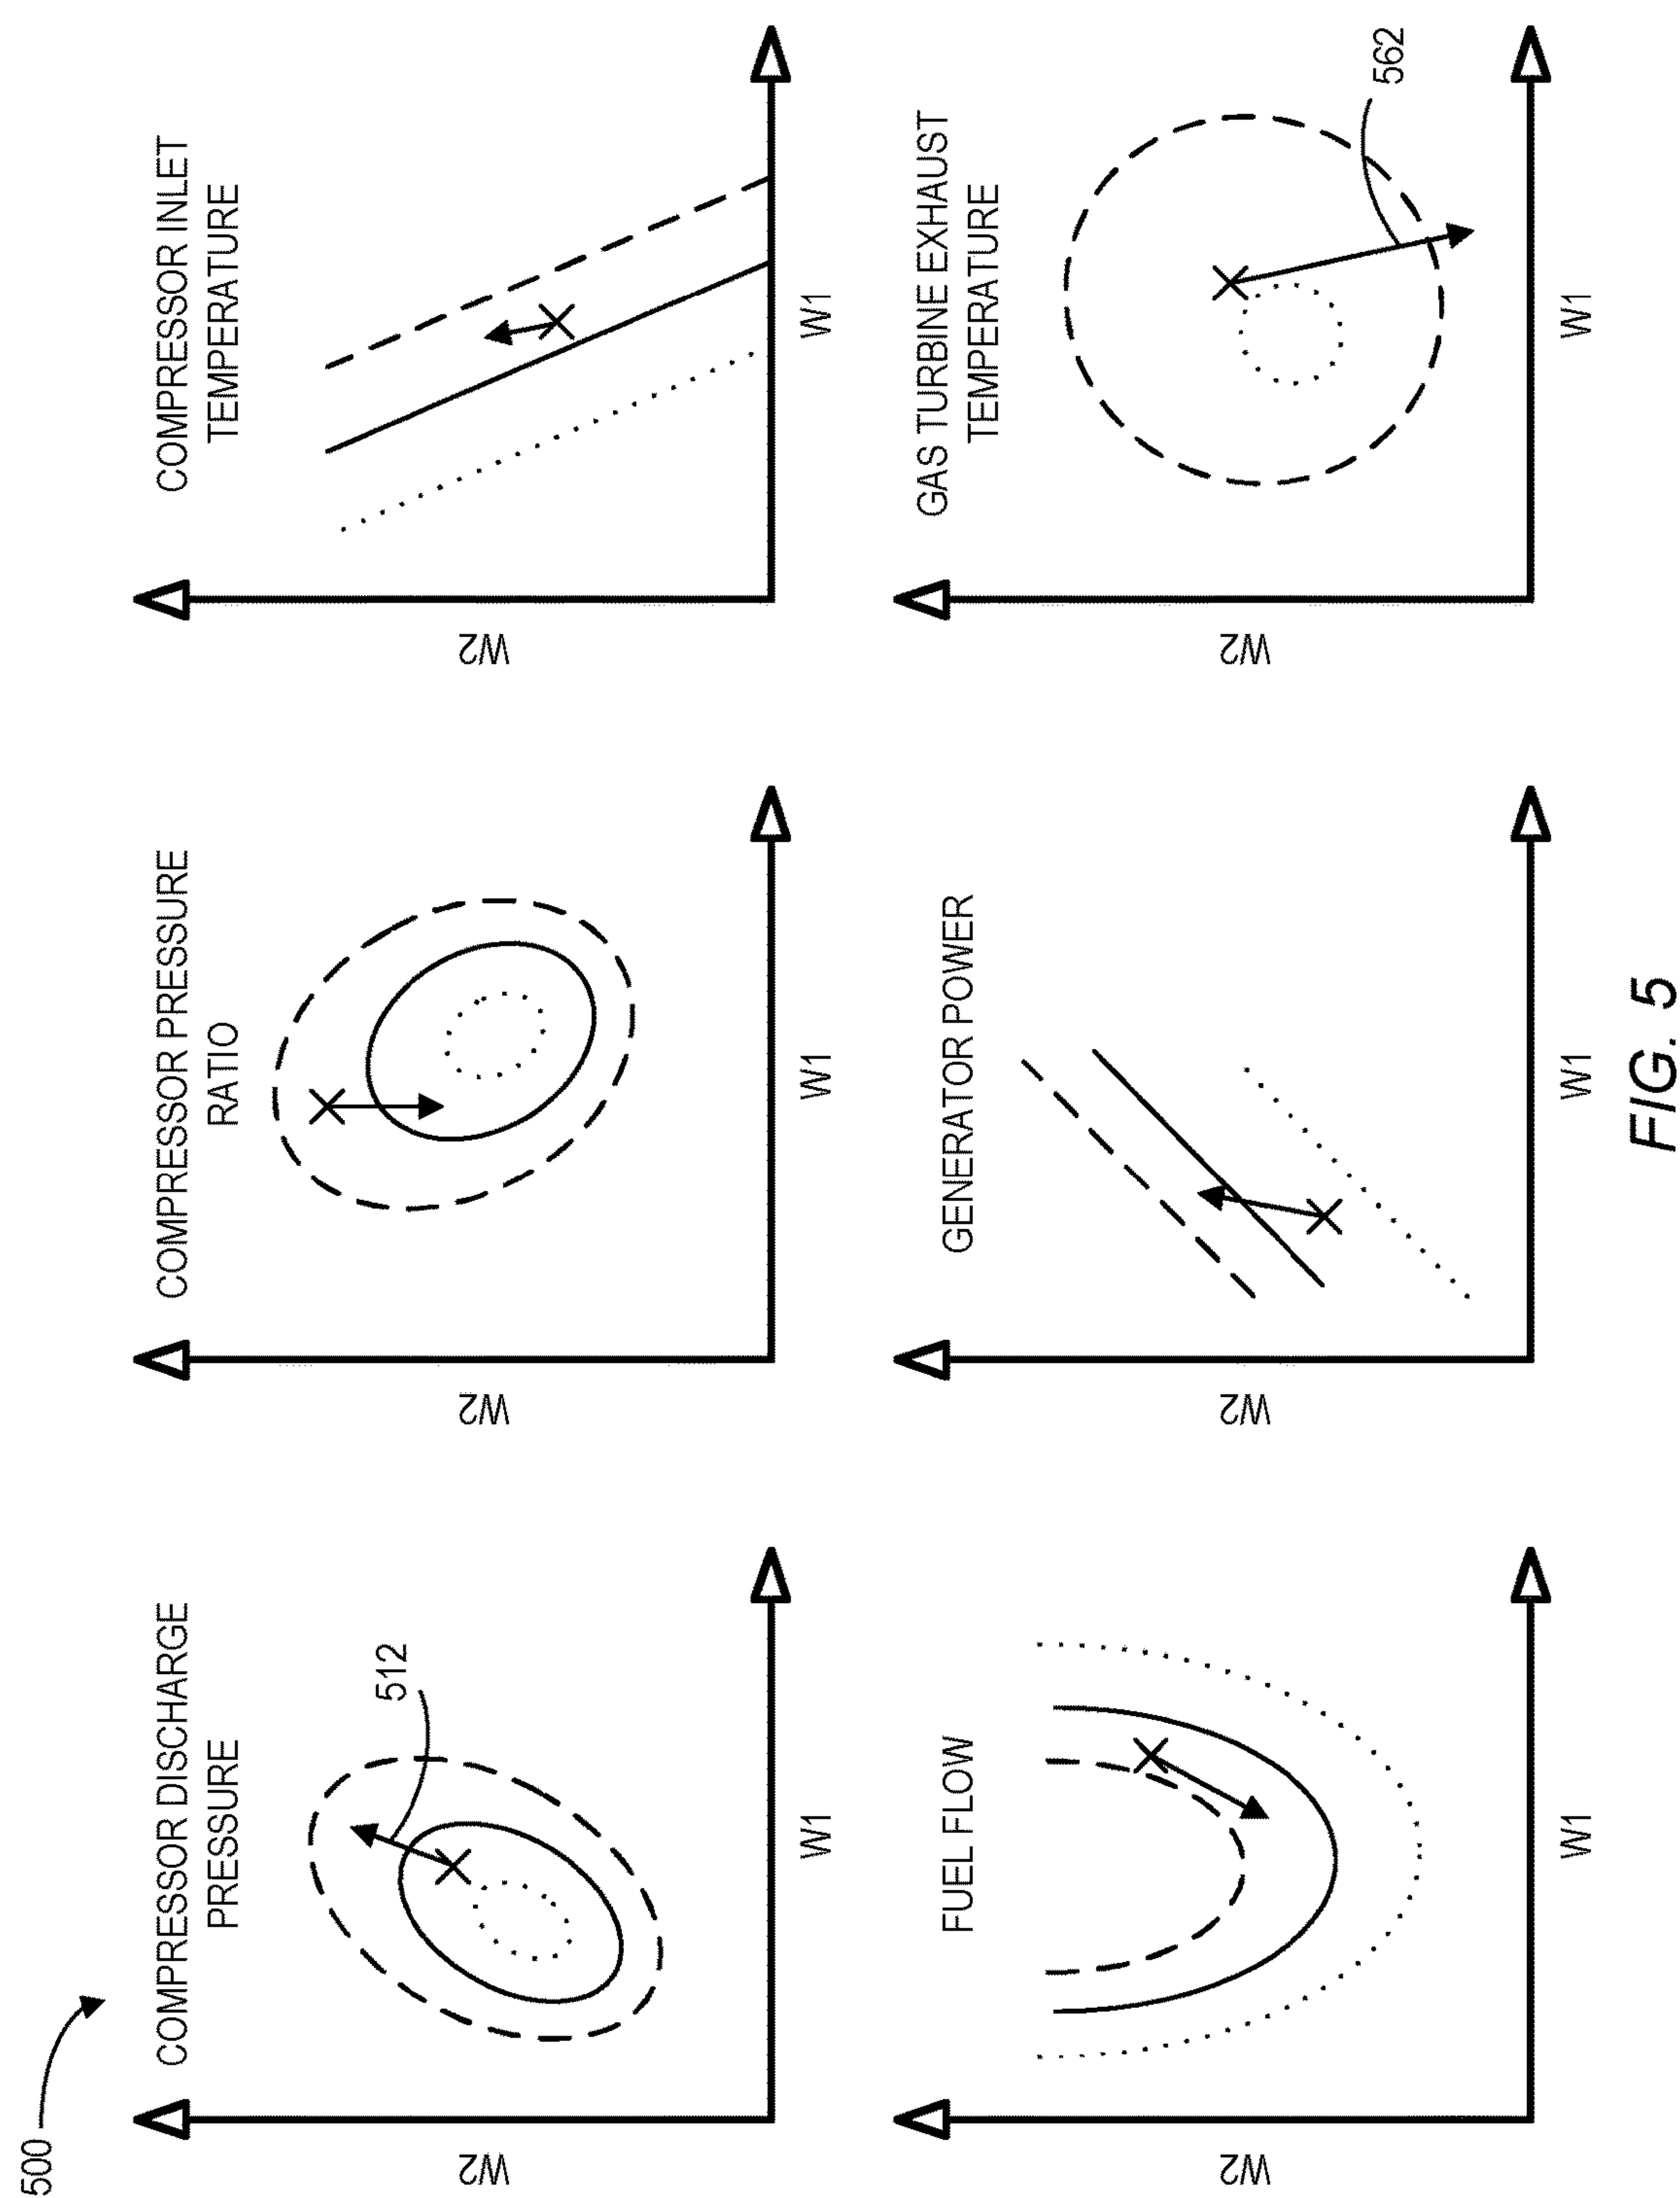 500
COMPRESSOR DISCHARGE
PRESSURE
512
W2
W1
COMPRESSOR PRESSURE
RATIO
W2
W1
COMPRESSOR INLET
TEMPERATURE
W2
W1
FUEL FLOW
W2
W1
GENERATOR POWER
W2
W1
GAS TURBINE EXHAUST
TEMPERATURE
562
W2
W1
FIG. 5